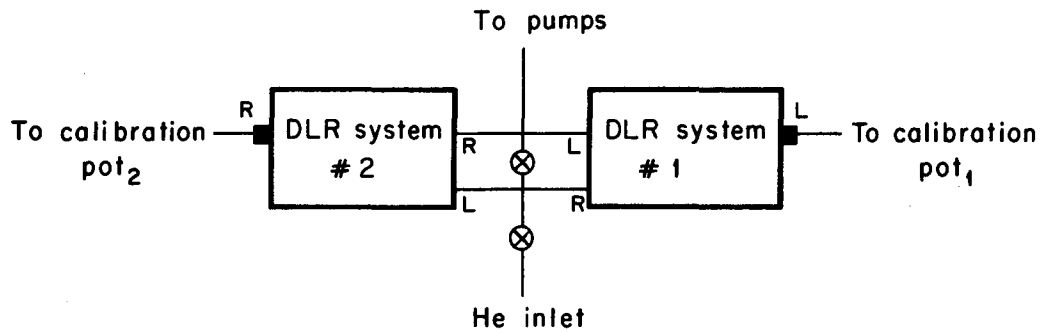 To pumps
R
L
To calibration
pot₂
DLR system
# 2
R
L
L
R
DLR system
# 1
To calibration
pot₁
He inlet